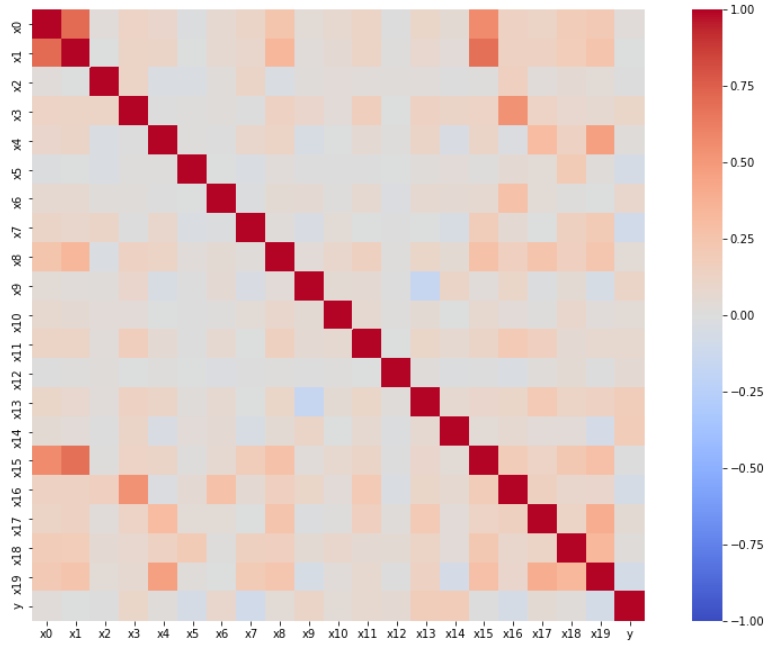 x0
x1
x2
x3
x4
x5
x6
x7
x8
x9
x10
x11
x12
x13
x14
x15
x16
x17
x18
x19
y
x0 x1 x2 x3 x4 x5 x6 x7 x8 x9 x10 x11 x12 x13 x14 x15 x16 x17 x18 x19 y
1.00
0.75
0.50
0.25
0.00
−0.25
−0.50
−0.75
−1.00